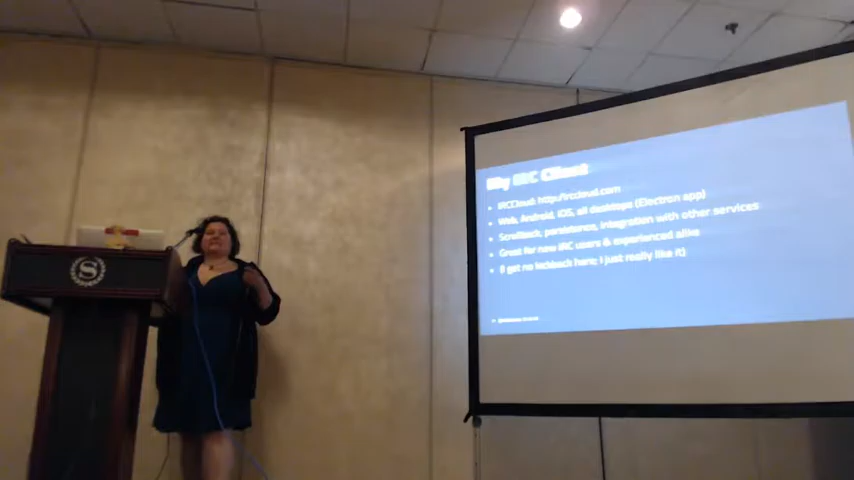 My IRC Client
• IRCCloud: http://irccloud.com
• Web, Android, iOS, all desktops (Electron app)
• Scrollback, persistence, integration with other services
• Great for new IRC users & experienced alike
• (I get no kickback here; I just really like it)
S